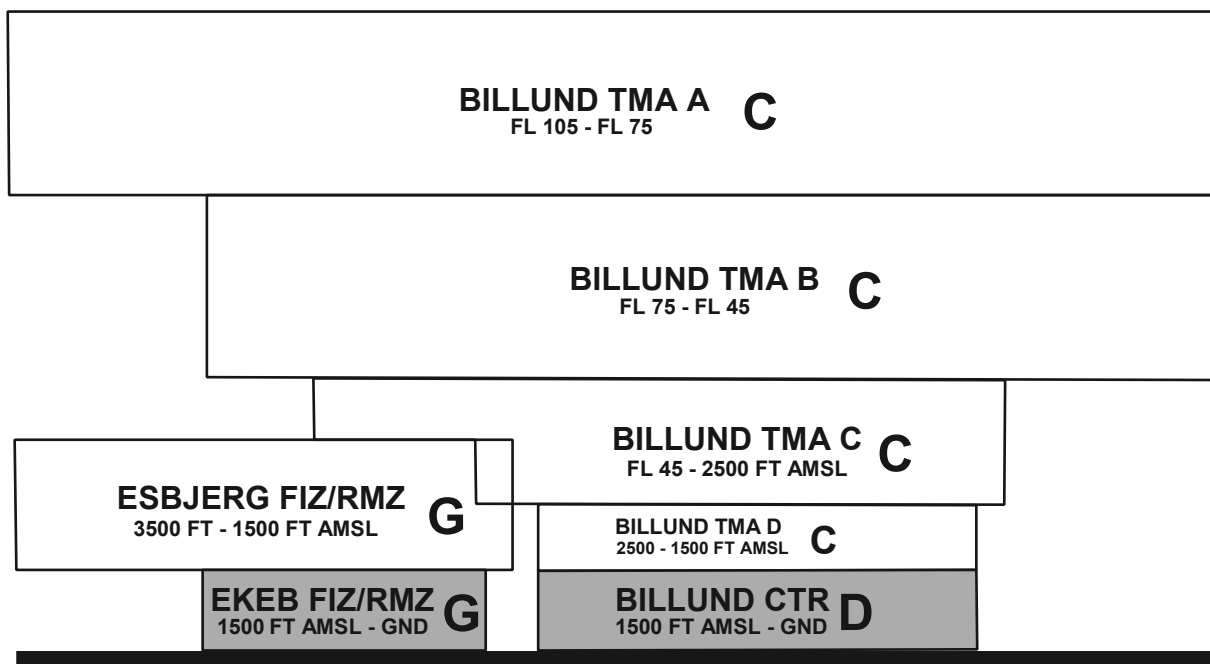 BILLUND TMA A C
FL 105 - FL 75
BILLUND TMA B C
FL 75 - FL 45
BILLUND TMA C C
FL 45 - 2500 FT AMSL
ESBJERG FIZ/RMZ G
3500 FT - 1500 FT AMSL
BILLUND TMA D C
2500 - 1500 FT AMSL
EKEB FIZ/RMZ G
1500 FT AMSL - GND
BILLUND CTR D
1500 FT AMSL - GND